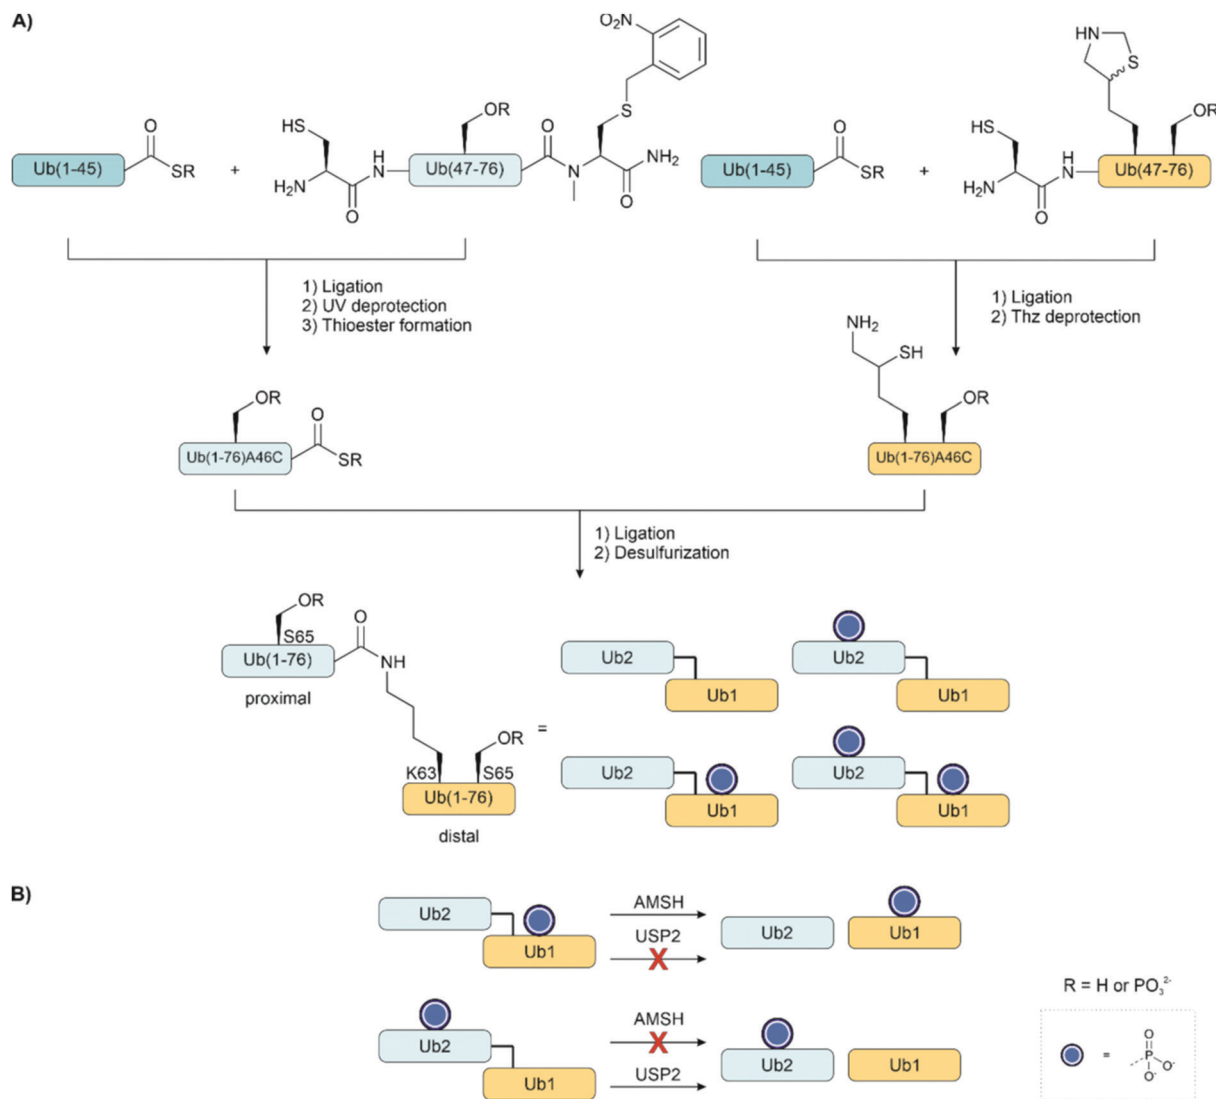 A)
O₂N
HN
S
S
HS
OR
O
OR
O
HS
O
H
N
N
NH₂
H
N
Ub(1-45)
SR
+
H₂N
Ub(47-76)
Ub(1-45)
SR
+
H₂N
Ub(47-76)
O
O
O
1) Ligation
2) UV deprotection
3) Thioester formation
1) Ligation
2) Thz deprotection
NH₂
SH
OR
O
OR
Ub(1-76)A46C
SR
Ub(1-76)A46C
1) Ligation
2) Desulfurization
OR
O
S65
Ub(1-76)
NH
proximal
OR
K63
S65
Ub(1-76)
distal
=
Ub2
Ub1
Ub2
Ub1
Ub2
Ub1
Ub2
Ub1
B)
Ub2
Ub1
AMSH
USP2
X
Ub2
Ub1
Ub2
Ub1
AMSH
X
USP2
Ub2
Ub1
R = H or PO₃²⁻
=
O
P
O⁻
O⁻